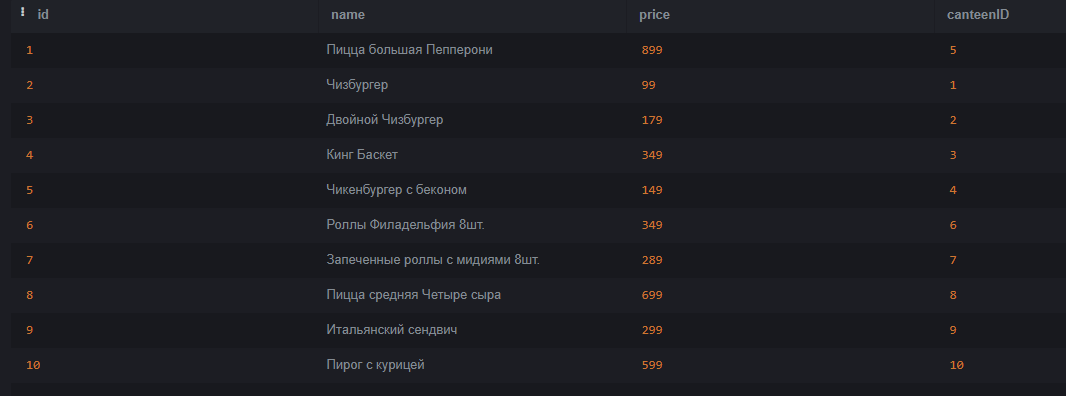 id name price canteenID
1 Пицца большая Пепперони 899 5
2 Чизбургер 99 1
3 Двойной Чизбургер 179 2
4 Кинг Баскет 349 3
5 Чикенбургер с беконом 149 4
6 Роллы Филадельфия 8шт. 349 6
7 Запеченные роллы с мидиями 8шт. 289 7
8 Пицца средняя Четыре сыра 699 8
9 Итальянский сендвич 299 9
10 Пирог с курицей 599 10